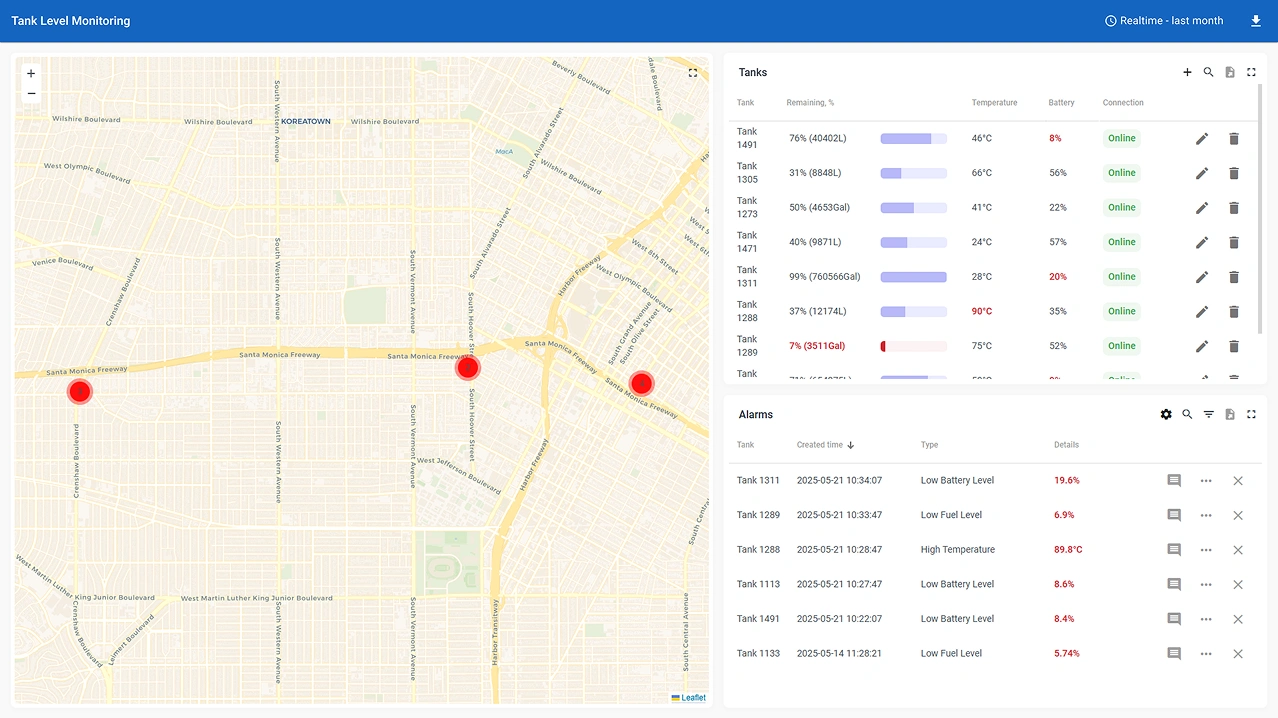 Tank Level Monitoring
Realtime - last month
+
−
Beverly Boulevard
Wilshire Boulevard
Wilshire Boulevard
KOREATOWN
Wilshire Boulevard
South Western Avenue
South Alvarado Street
MacA
Wilshire Boulevard
West Olympic Boulevard
South Alvarado Street
West 8th Street
Venice Boulevard
Crenshaw Boulevard
South Western Avenue
South Vermont Avenue
Harbor Freeway
West Olympic Boulevard
South Hoover Street
South Grand Avenue
South Olive Street
Santa Monica Freeway
Santa Monica Freeway
Santa Monica Freeway
Santa Monica Freeway
Santa Monica Freeway
Crenshaw Boulevard
South Western Avenue
South Vermont Avenue
South Hoover Street
West Jefferson Boulevard
Harbor Freeway
South Central
West Martin Luther King Junior Boulevard
West Martin Luther King Junior Boulevard
Crenshaw Boulevard
Leimert Boulevard
South Western Avenue
South Vermont Avenue
Harbor Transitway
South Central Avenue
Leaflet
Tanks
Tank Remaining, % Temperature Battery Connection
Tank 1491 76% (40402L) 46°C 8% Online
Tank 1305 31% (8848L) 66°C 56% Online
Tank 1273 50% (4653Gal) 41°C 22% Online
Tank 1471 40% (9871L) 24°C 57% Online
Tank 1311 99% (760566Gal) 28°C 20% Online
Tank 1288 37% (12174L) 90°C 35% Online
Tank 1289 7% (3511Gal) 75°C 52% Online
Alarms
Tank Created time Type Details
Tank 1311 2025-05-21 10:34:07 Low Battery Level 19.6%
Tank 1289 2025-05-21 10:33:47 Low Fuel Level 6.9%
Tank 1288 2025-05-21 10:28:47 High Temperature 89.8°C
Tank 1113 2025-05-21 10:27:47 Low Battery Level 8.6%
Tank 1491 2025-05-21 10:22:07 Low Battery Level 8.4%
Tank 1133 2025-05-14 11:28:21 Low Fuel Level 5.74%